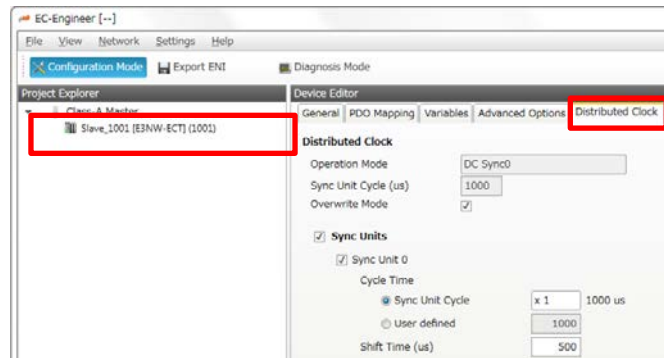 EC-Engineer [--]
File View Network Settings Help
Configuration Mode Export ENI Diagnosis Mode
Project Explorer
Class-A Master
Slave_1001 [E3NW-ECT] (1001)
Device Editor
General PDO Mapping Variables Advanced Options Distributed Clock
Distributed Clock
Operation Mode DC Sync0
Sync Unit Cycle (us) 1000
Overwrite Mode
Sync Units
Sync Unit 0
Cycle Time
Sync Unit Cycle x 1 1000 us
User defined 1000
Shift Time (us) 500